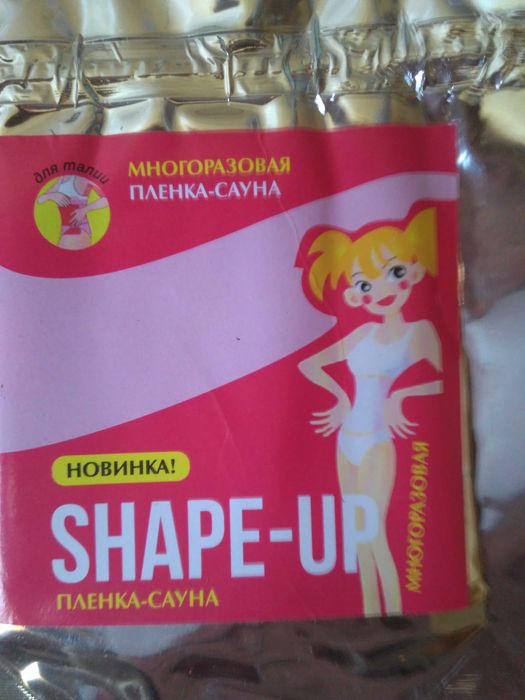 для талии
МНОГОРАЗОВАЯ
ПЛЕНКА-САУНА
НОВИНКА!
SHAPE-UP
ПЛЕНКА-САУНА
МНОГОРАЗОВАЯ